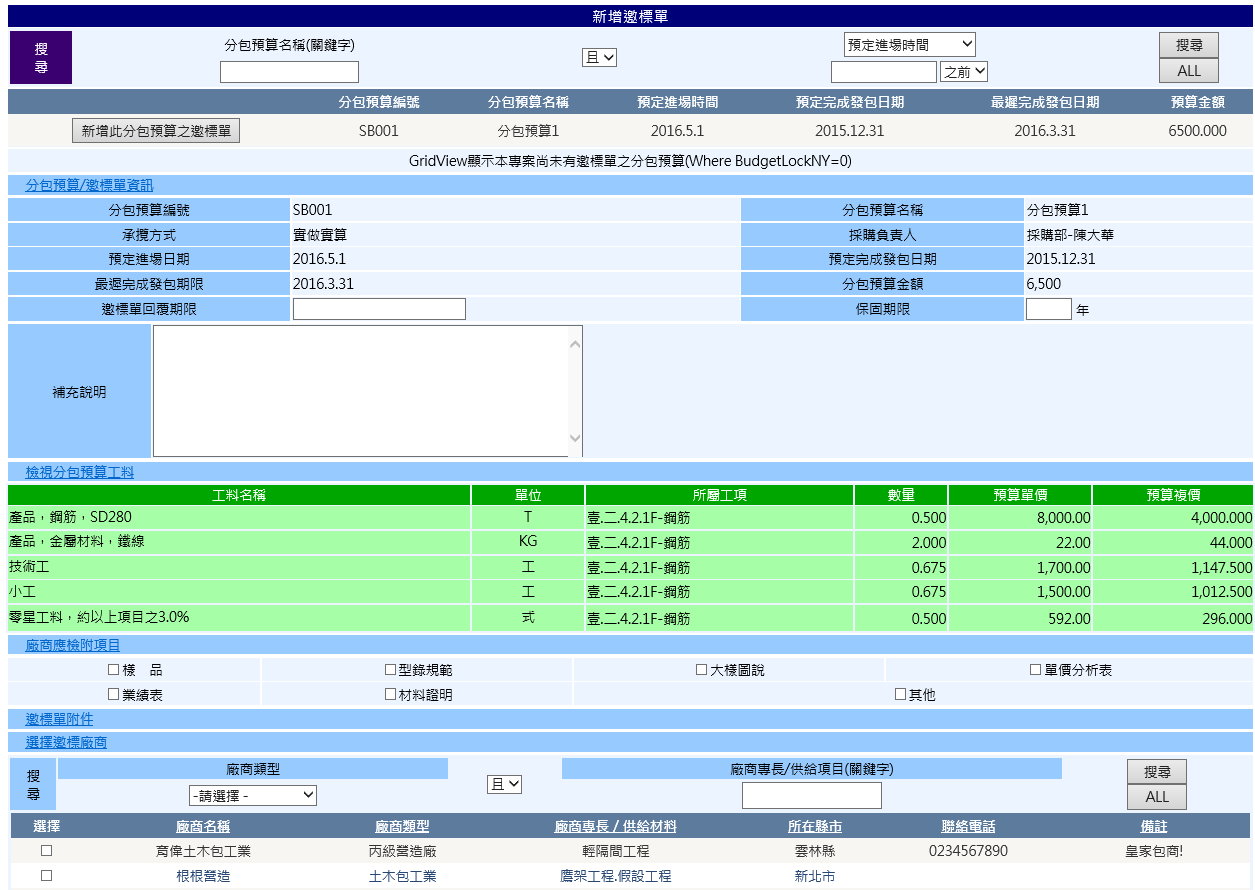 新增邀標單
搜尋 分包預算名稱(關鍵字) 且 預定進場時間 之前 搜尋 ALL
分包預算編號 分包預算名稱 預定進場時間 預定完成發包日期 最遲完成發包日期 預算金額
新增此分包預算之邀標單 SB001 分包預算1 2016.5.1 2015.12.31 2016.3.31 6500.000
GridView顯示本專案尚未有邀標單之分包預算(Where BudgetLockNY=0)
分包預算/邀標單資訊
分包預算編號 SB001 分包預算名稱 分包預算1
承攬方式 實做實算 採購負責人 採購部-陳大華
預定進場日期 2016.5.1 預定完成發包日期 2015.12.31
最遲完成發包期限 2016.3.31 分包預算金額 6,500
邀標單回覆期限 保固期限 年
補充說明
檢視分包預算工料
工料名稱 單位 所屬工項 數量 預算單價 預算複價
產品，鋼筋，SD280 T 壹.二.4.2.1F-鋼筋 0.500 8,000.00 4,000.000
產品，金屬材料，鐵線 KG 壹.二.4.2.1F-鋼筋 2.000 22.00 44.000
技術工 工 壹.二.4.2.1F-鋼筋 0.675 1,700.00 1,147.500
小工 工 壹.二.4.2.1F-鋼筋 0.675 1,500.00 1,012.500
零星工料，約以上項目之3.0% 式 壹.二.4.2.1F-鋼筋 0.500 592.00 296.000
廠商應檢附項目
樣　品 型錄規範 大樣圖說 單價分析表
業績表 材料證明 其他
邀標單附件
選擇邀標廠商
搜尋 廠商類型 -請選擇 - 且 廠商專長/供給項目(關鍵字) 搜尋 ALL
選擇 廠商名稱 廠商類型 廠商專長 / 供給材料 所在縣市 聯絡電話 備註
育偉土木包工業 丙級營造廠 輕隔間工程 雲林縣 0234567890 皇家包商!
根根營造 土木包工業 鷹架工程.假設工程 新北市